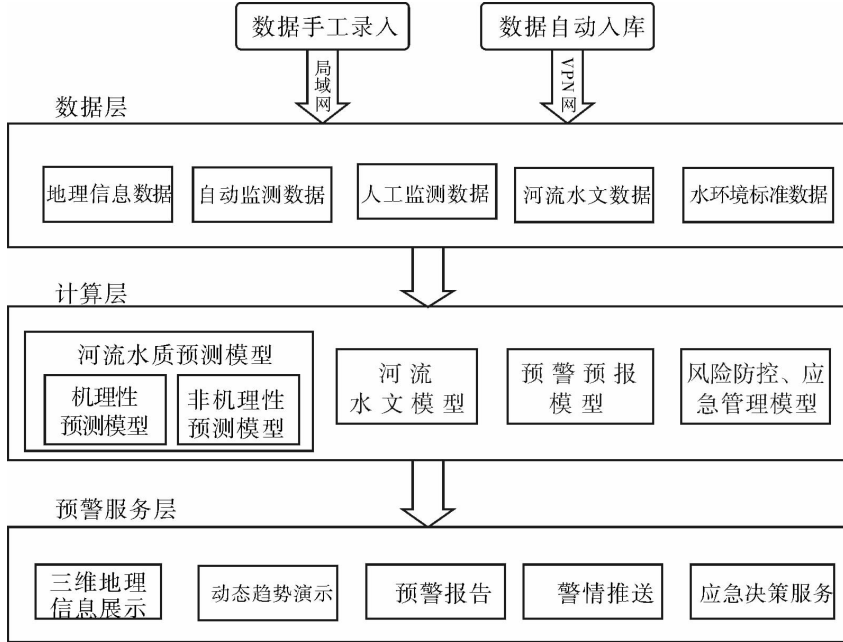 数据手工录入
数据自动入库
局域网
VPN网
数据层
地理信息数据
自动监测数据
人工监测数据
河流水文数据
水环境标准数据
计算层
河流水质预测模型
机理性
预测模型
非机理性
预测模型
河流
水文模型
预警预报
模型
风险防控、应
急管理模型
预警服务层
三维地理
信息展示
动态趋势演示
预警报告
警情推送
应急决策服务